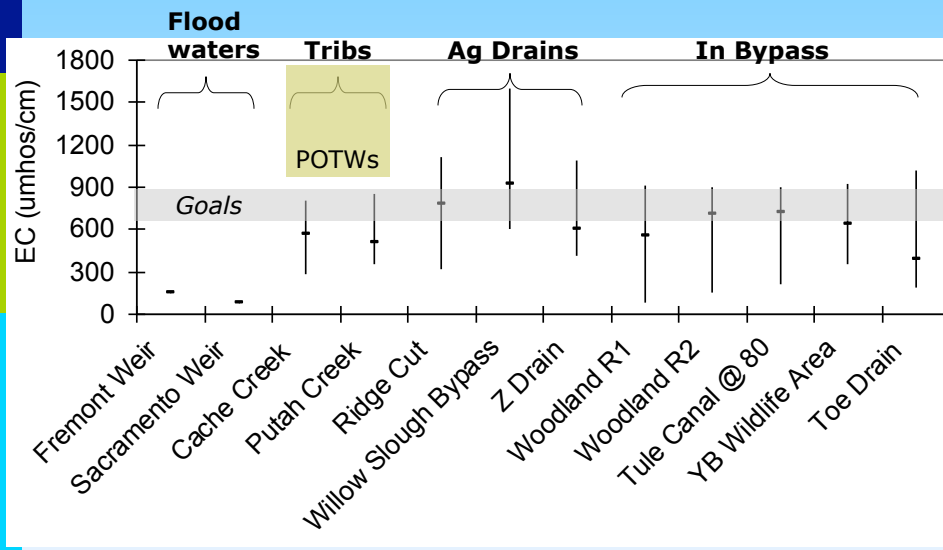 Flood
waters
Tribs
Ag Drains
In Bypass
EC (umhos/cm)
1800
1500
1200
900
600
300
0
POTWs
Goals
Fremont Weir
Sacramento Weir
Cache Creek
Putah Creek
Ridge Cut
Willow Slough Bypass
Z Drain
Woodland R1
Woodland R2
Tule Canal @ 80
YB Wildlife Area
Toe Drain